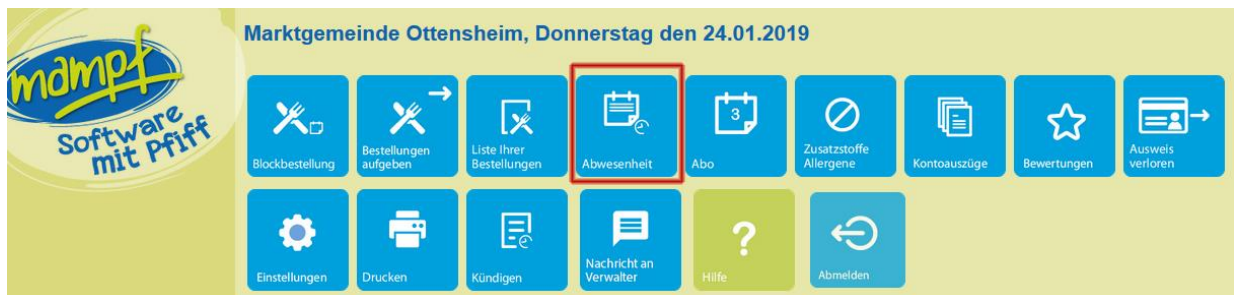 mampf
Software
mit Pfiff
Marktgemeinde Ottensheim, Donnerstag den 24.01.2019
Blockbestellung
Bestellungen
aufgeben
Liste Ihrer
Bestellungen
Abwesenheit
3
Abo
Zusatzstoffe
Allergene
Kontoauszüge
Bewertungen
Ausweis
verloren
Einstellungen
Drucken
Kündigen
Nachricht an
Verwalter
?
Hilfe
Abmelden